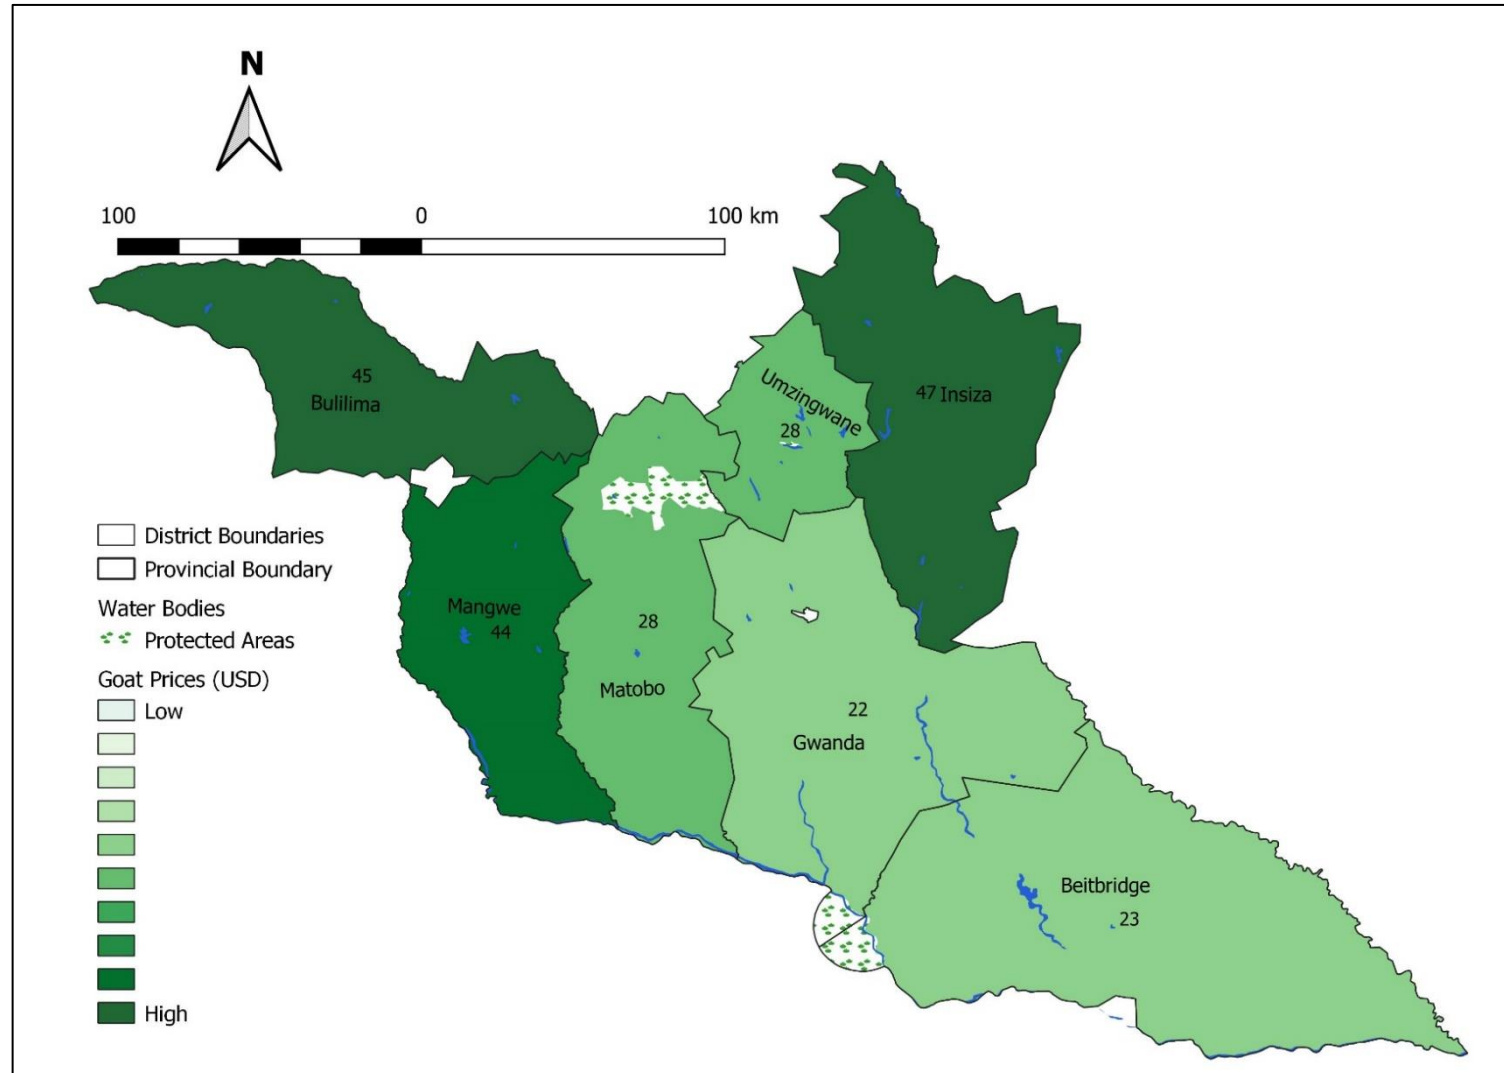 N
100 0 100 km
45
Bulilima
Umzingwane
28
47 Insiza
District Boundaries
Provincial Boundary
Water Bodies
Protected Areas
Goat Prices (USD)
Low
High
Mangwe
44
28
Matobo
22
Gwanda
Beitbridge
23